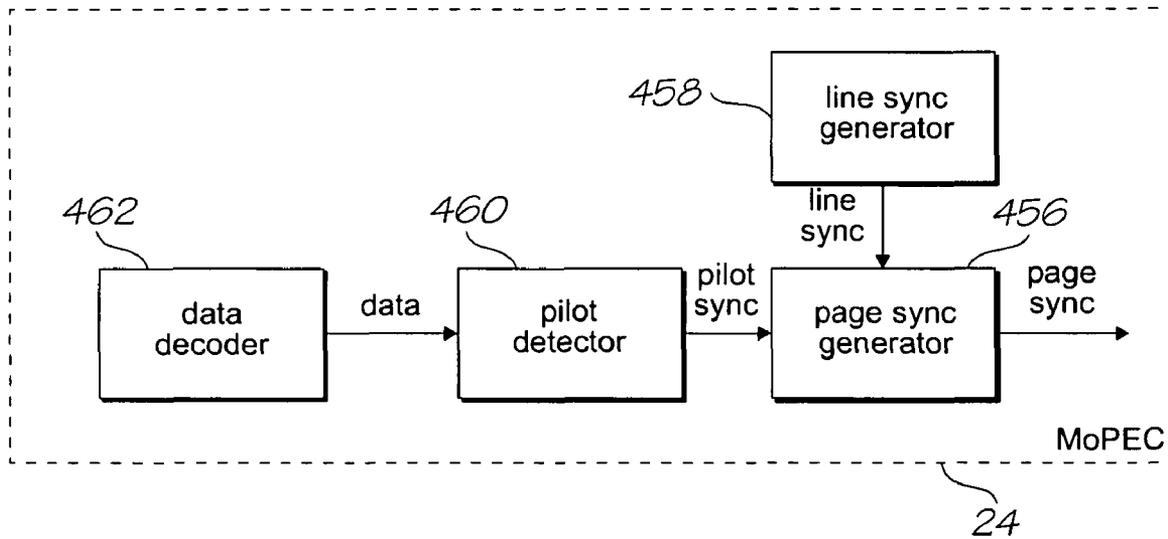 458
line sync
generator
462
460
line
sync
456
data
decoder
data
pilot
detector
pilot
sync
page sync
generator
page
sync
MoPEC
24